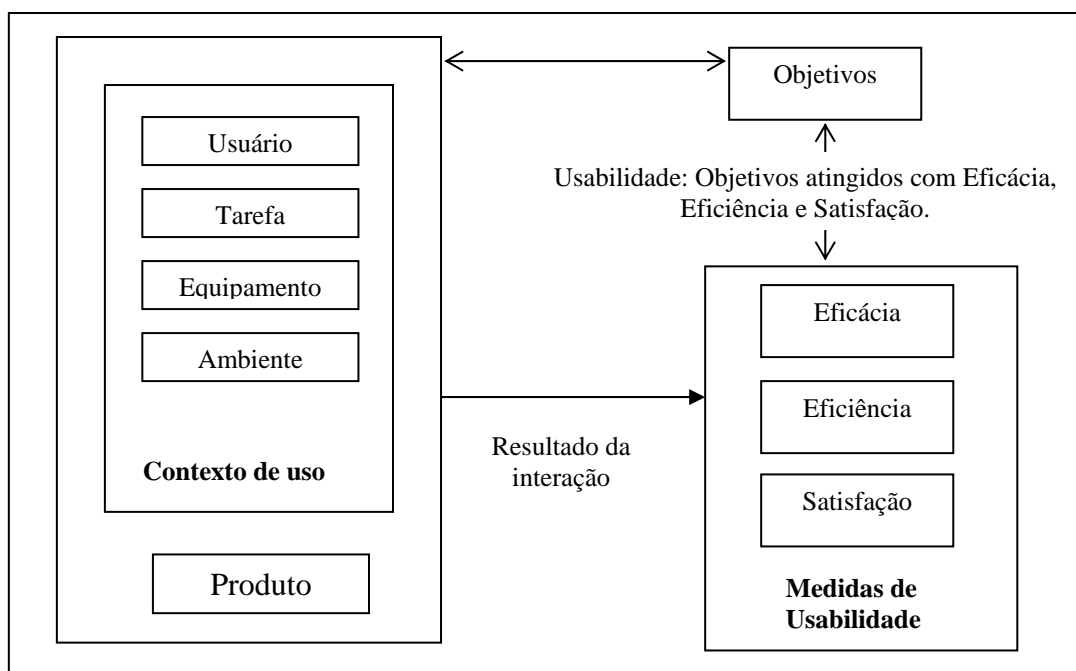 Usuário
Tarefa
Equipamento
Ambiente
Contexto de uso
Produto
Resultado da
interação
Objetivos
Usabilidade: Objetivos atingidos com Eficácia,
Eficiência e Satisfação.
Eficácia
Eficiência
Satisfação
Medidas de
Usabilidade